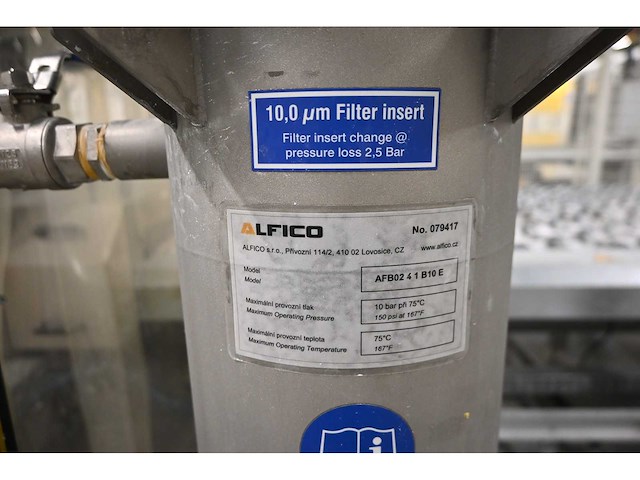 10,0 µm Filter insert
Filter insert change @
pressure loss 2,5 Bar
ALFICO
No. 079417
ALFICO s.r.o., Přívozní 114/2, 410 02 Lovosice, CZ
www.alfico.cz
Model
Model
AFB02 4 1 B10 E
Maximální provozní tlak
Maximum Operating Pressure
10 bar při 75°C
150 psi at 167°F
Maximální provozní teplota
Maximum Operating Temperature
75°C
167°F
i